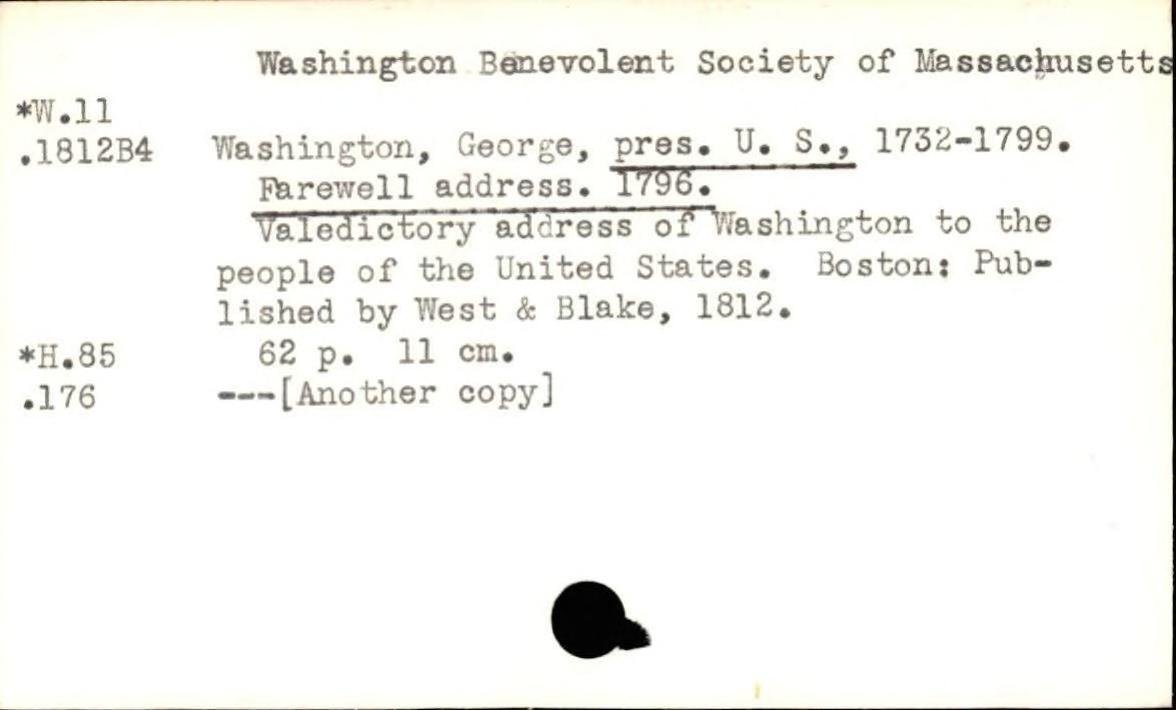 Washington Benevolent Society of Massachusetts
*W.11
.1812B4 Washington, George, pres. U. S., 1732-1799.
Farewell address. 1796.
Valedictory address of Washington to the
people of the United States. Boston: Pub-
lished by West & Blake, 1812.
*H.85 62 p. 11 cm.
.176 ---[Another copy]